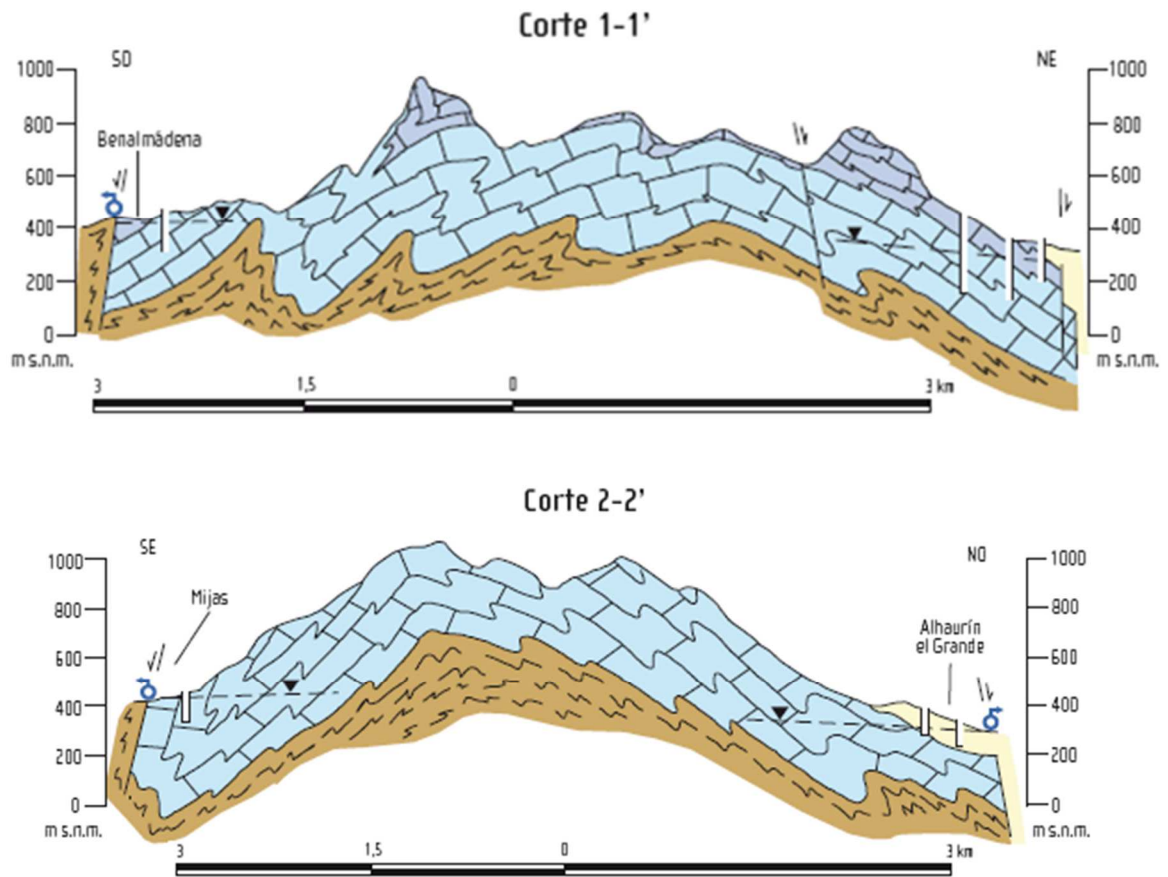 Corte 1-1’
SO NE
1000 1000
800 800
Benalmádena
600 600
400 400
200 200
0 0
m s.n.m. m s.n.m.
3 1,5 0 3 km
Corte 2-2’
SE NO
1000 1000
Mijas
800 800
Alhaurín
el Grande
600 600
400 400
200 200
0 0
m s.n.m. m s.n.m.
3 1,5 0 3 km